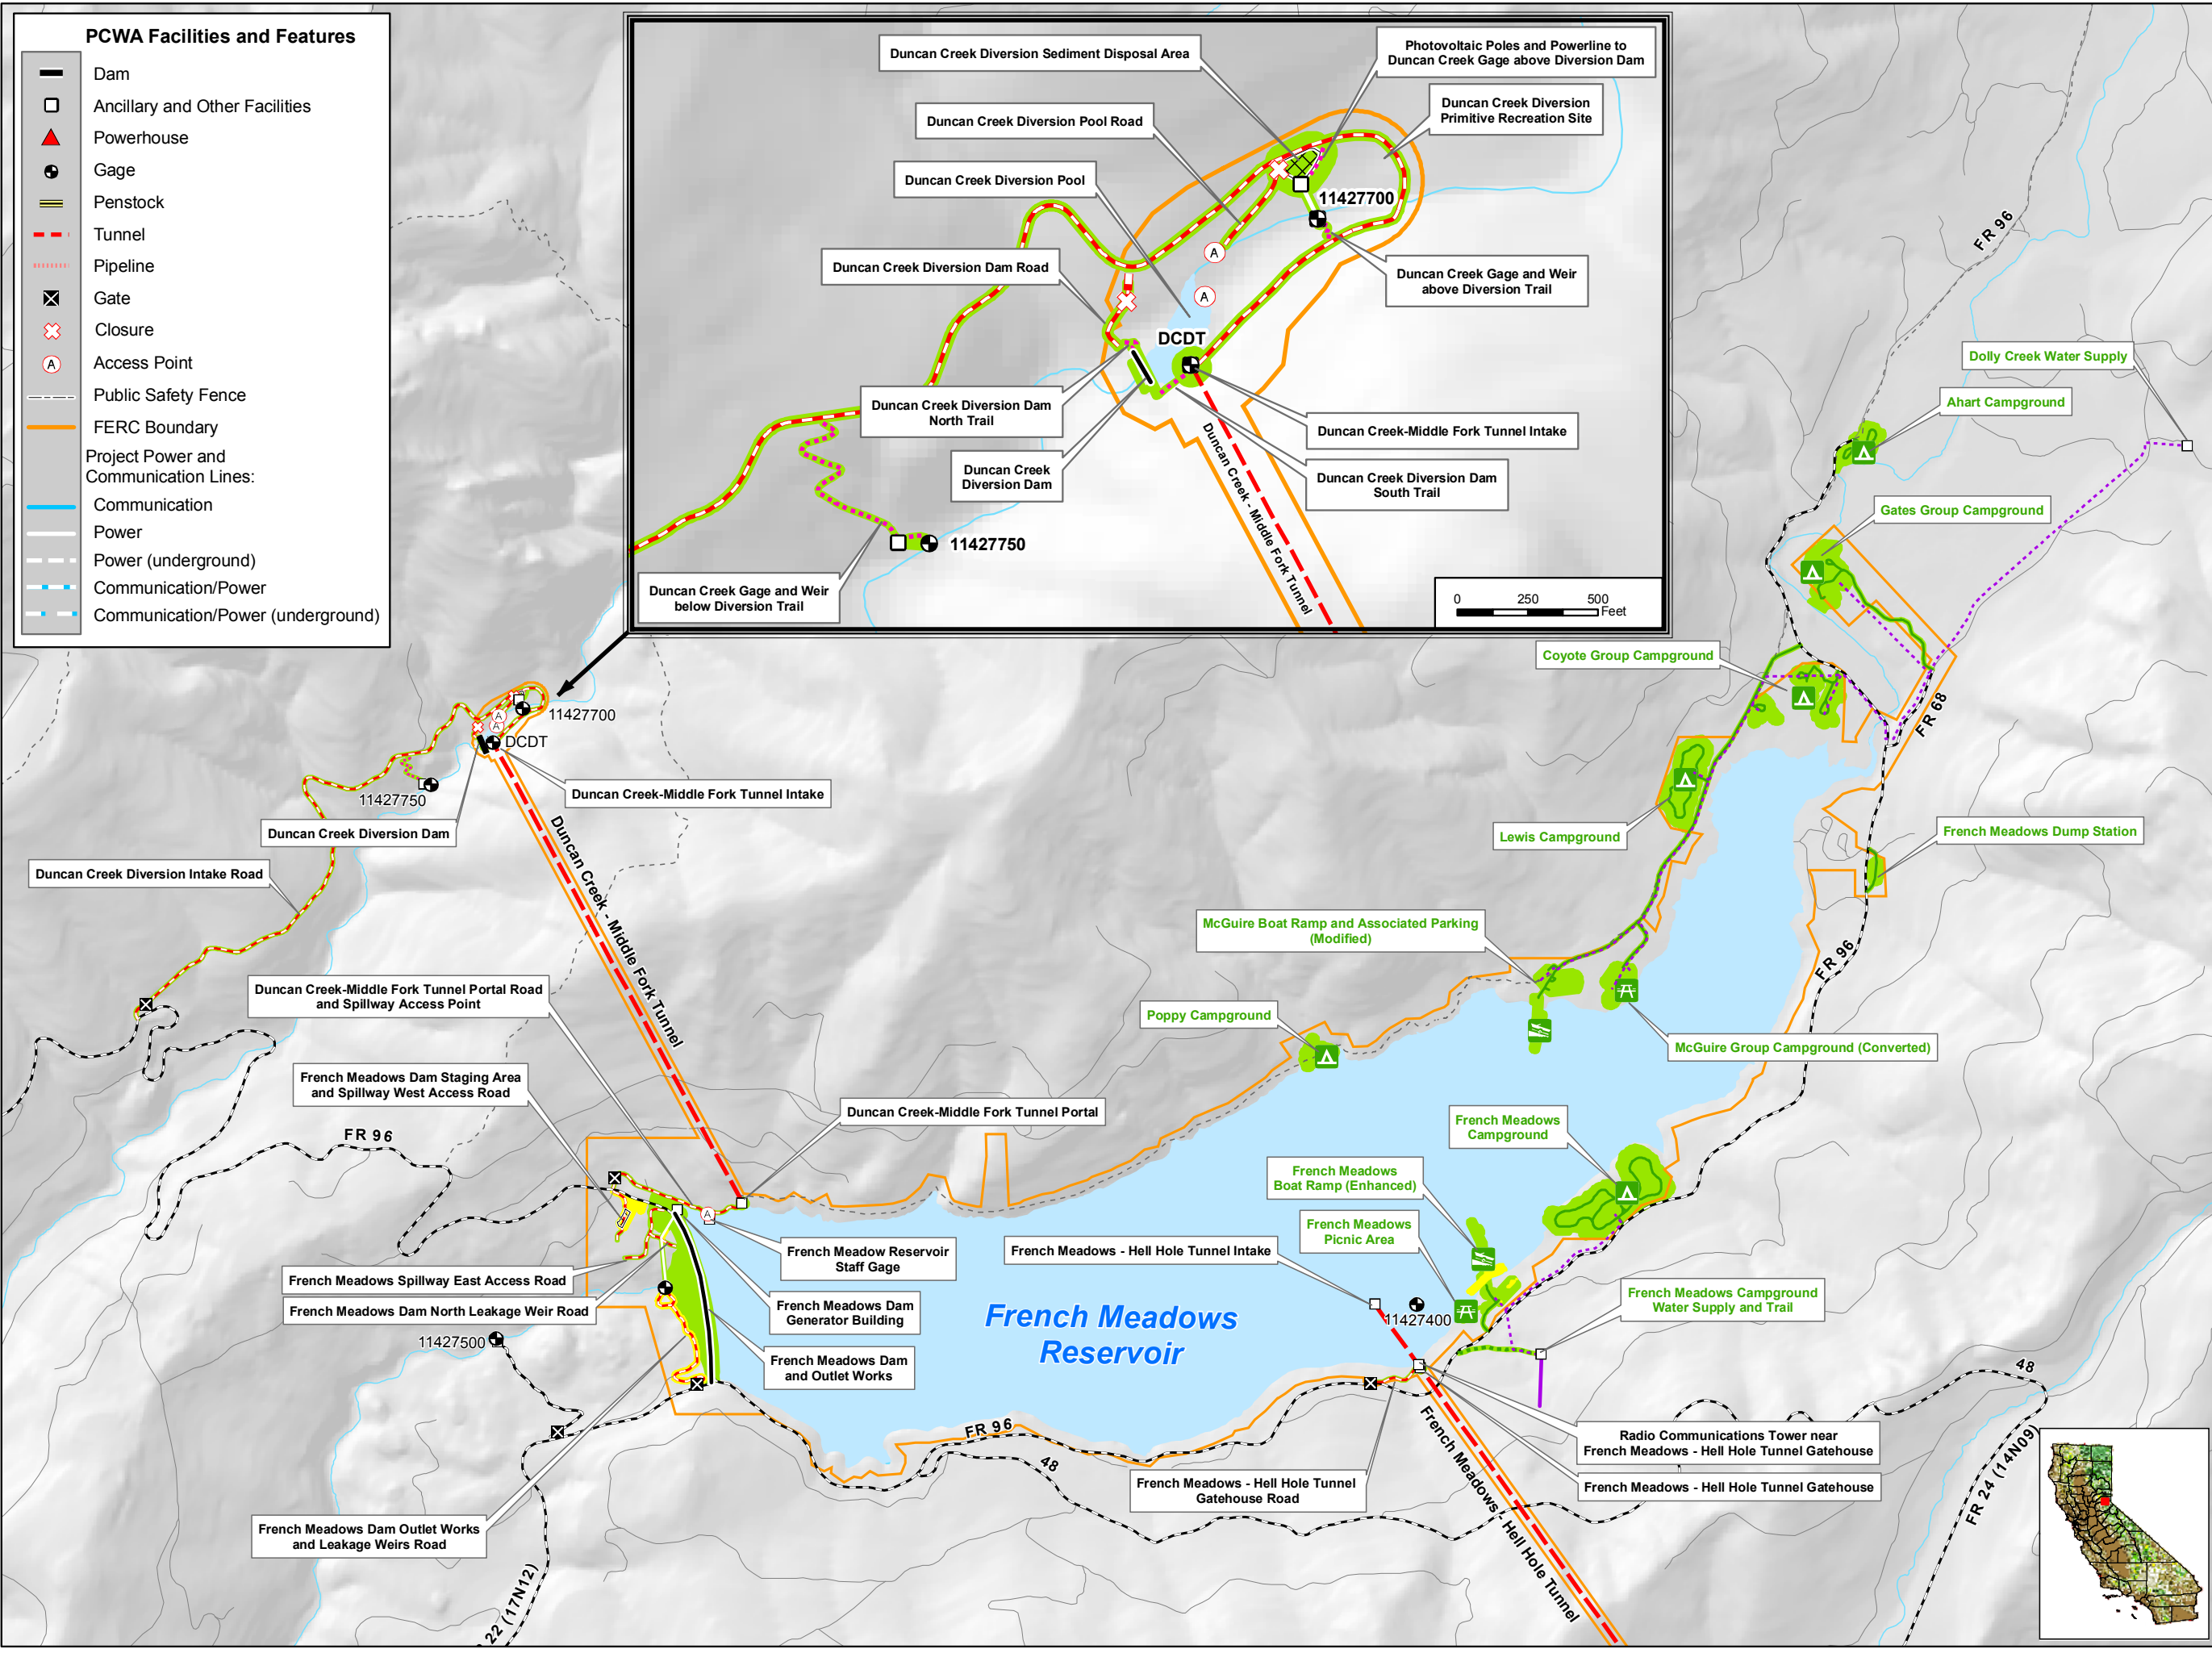 PCWA Facilities and Features
Dam
Ancillary and Other Facilities
Powerhouse
Gage
Penstock
Tunnel
Pipeline
Gate
Closure
A
Access Point
Public Safety Fence
FERC Boundary
Project Power and
Communication Lines:
Communication
Power
Power (underground)
Communication/Power
Communication/Power (underground)
Duncan Creek Diversion Sediment Disposal Area
Photovoltaic Poles and Powerline to
Duncan Creek Gage above Diversion Dam
Duncan Creek Diversion
Primitive Recreation Site
Duncan Creek Diversion Pool Road
Duncan Creek Diversion Pool
11427700
A
Duncan Creek Diversion Dam Road
Duncan Creek Gage and Weir
above Diversion Trail
A
DCDT
Duncan Creek Diversion Dam
North Trail
Duncan Creek-Middle Fork Tunnel Intake
Duncan Creek
Diversion Dam
Duncan Creek Diversion Dam
South Trail
Duncan Creek - Middle Fork Tunnel
11427750
Duncan Creek Gage and Weir
below Diversion Trail
0 250 500
Feet
FR 96
Dolly Creek Water Supply
Ahart Campground
Gates Group Campground
Coyote Group Campground
FR 68
11427700
A
A
DCDT
11427750
Duncan Creek-Middle Fork Tunnel Intake
Duncan Creek Diversion Dam
Duncan Creek Diversion Intake Road
Duncan Creek - Middle Fork Tunnel
Lewis Campground
French Meadows Dump Station
McGuire Boat Ramp and Associated Parking
(Modified)
FR 96
Duncan Creek-Middle Fork Tunnel Portal Road
and Spillway Access Point
Poppy Campground
McGuire Group Campground (Converted)
French Meadows Dam Staging Area
and Spillway West Access Road
Duncan Creek-Middle Fork Tunnel Portal
FR 96
French Meadows
Campground
French Meadows
Boat Ramp (Enhanced)
A
French Meadows
Picnic Area
French Meadow Reservoir
Staff Gage
French Meadows - Hell Hole Tunnel Intake
French Meadows Spillway East Access Road
French Meadows Dam North Leakage Weir Road
French Meadows Dam
Generator Building
French Meadows
Reservoir
11427400
French Meadows Campground
Water Supply and Trail
11427500
French Meadows Dam
and Outlet Works
48
FR 96
48
Radio Communications Tower near
French Meadows - Hell Hole Tunnel Gatehouse
French Meadows - Hell Hole Tunnel
Gatehouse Road
French Meadows - Hell Hole Tunnel Gatehouse
French Meadows - Hell Hole Tunnel
French Meadows Dam Outlet Works
and Leakage Weirs Road
FR 24 (14N09)
22 (17N12)